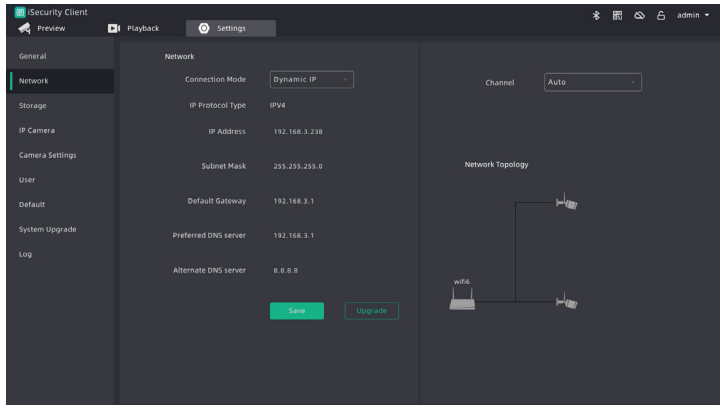 iSecurity Client
Preview
Playback
Settings
admin
General
Network
Storage
IP Camera
Camera Settings
User
Default
System Upgrade
Log
Network
Connection Mode Dynamic IP
IP Protocol Type IPV4
IP Address 192.168.3.238
Subnet Mask 255.255.255.0
Default Gateway 192.168.3.1
Preferred DNS server 192.168.3.1
Alternate DNS server 8.8.8.8
Save Upgrade
Channel Auto
Network Topology
wifi6